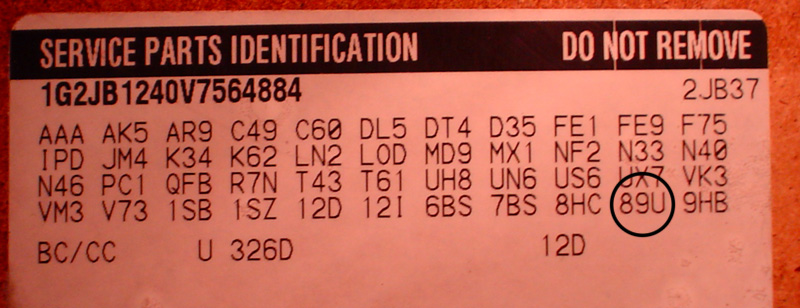 SERVICE PARTS IDENTIFICATION DO NOT REMOVE
1G2JB1240V7564884 2JB37
AAA AK5 AR9 C49 C60 DL5 DT4 D35 FE1 FE9 F75
IPD JM4 K34 K62 LN2 LOD MD9 MX1 NF2 N33 N40
N46 PC1 QFB R7N T43 T61 UH8 UN6 US6 UX7 VK3
VM3 V73 1SB 1SZ 12D 12I 6BS 7BS 8HC 89U 9HB
BC/CC U 326D 12D